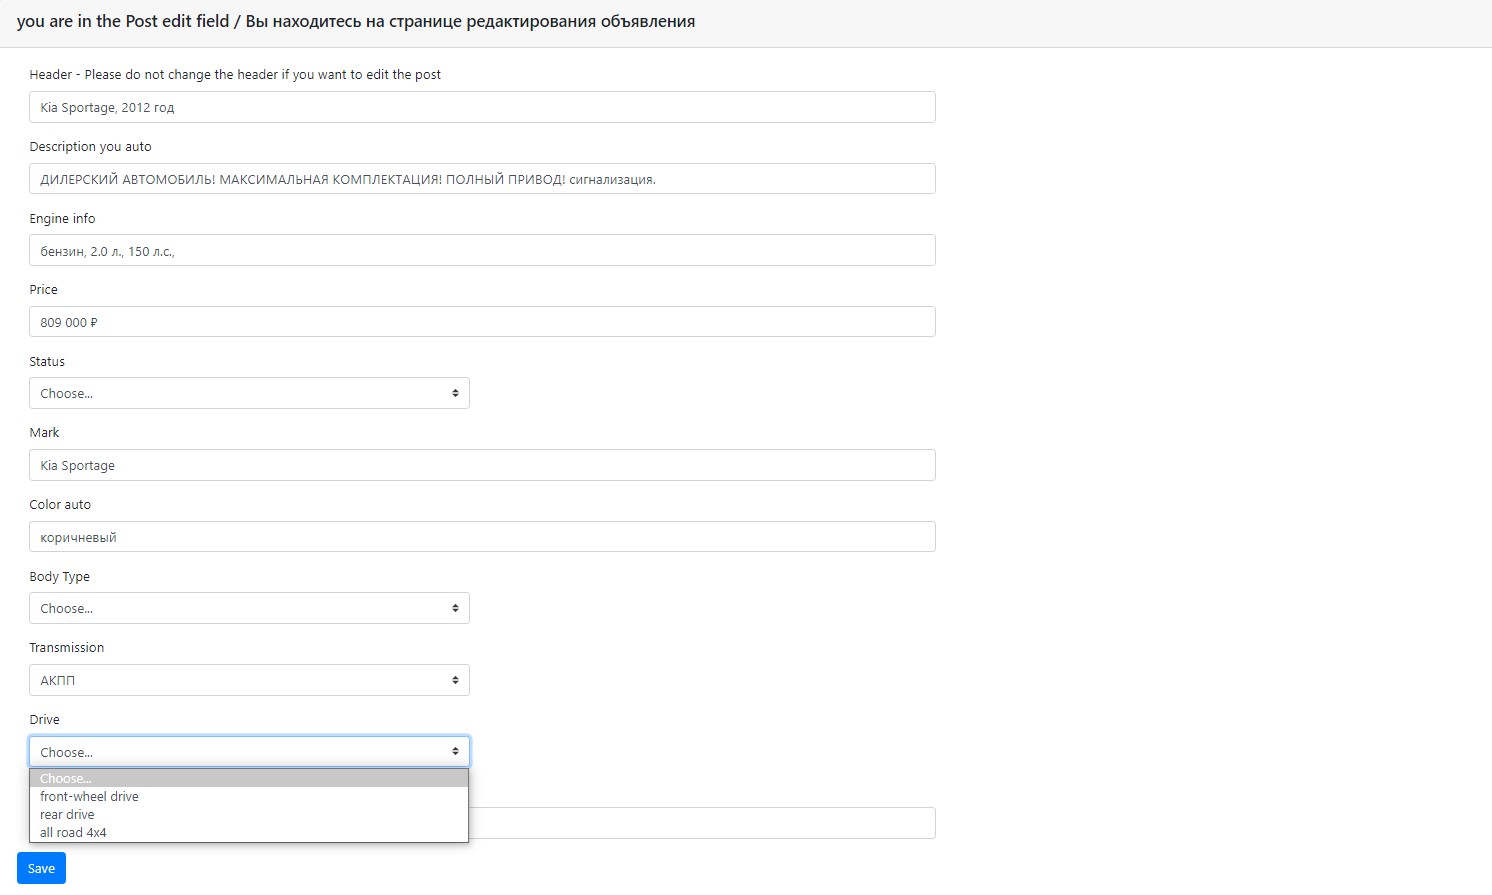 you are in the Post edit field / Вы находитесь на странице редактирования объявления
Header - Please do not change the header if you want to edit the post
Kia Sportage, 2012 год
Description you auto
ДИЛЕРСКИЙ АВТОМОБИЛЬ! МАКСИМАЛЬНАЯ КОМПЛЕКТАЦИЯ! ПОЛНЫЙ ПРИВОД! сигнализация.
Engine info
бензин, 2.0 л., 150 л.с.,
Price
809 000 ₽
Status
Choose...
Mark
Kia Sportage
Color auto
коричневый
Body Type
Choose...
Transmission
АКПП
Drive
Choose...
Choose...
front-wheel drive
rear drive
all road 4x4
Save